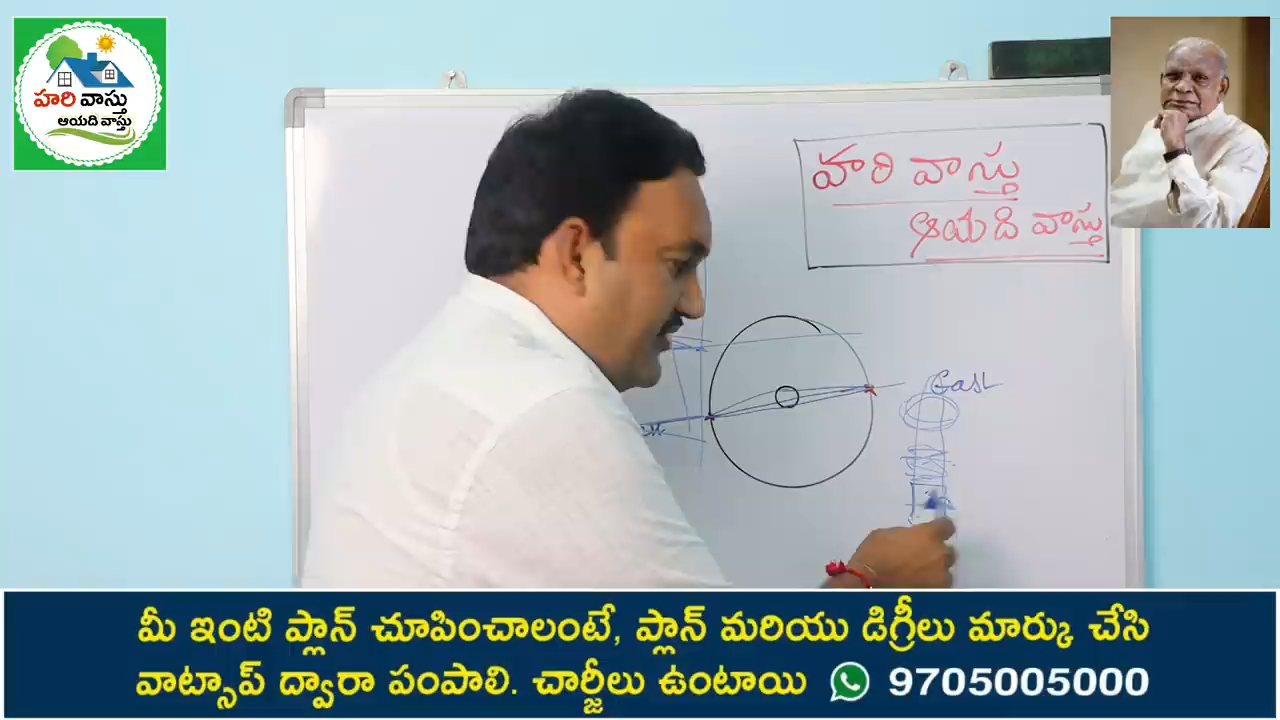 హరి వాస్తు
ఆయది వాస్తు
హరి వాస్తు
ఆయది వాస్తు
East
మీ ఇంటి ప్లాన్ చూపించాలంటే, ప్లాన్ మరియు డిగ్రీలు మార్కు చేసి
వాట్సాప్ ద్వారా పంపాలి. చార్జీలు ఉంటాయి 9705005000